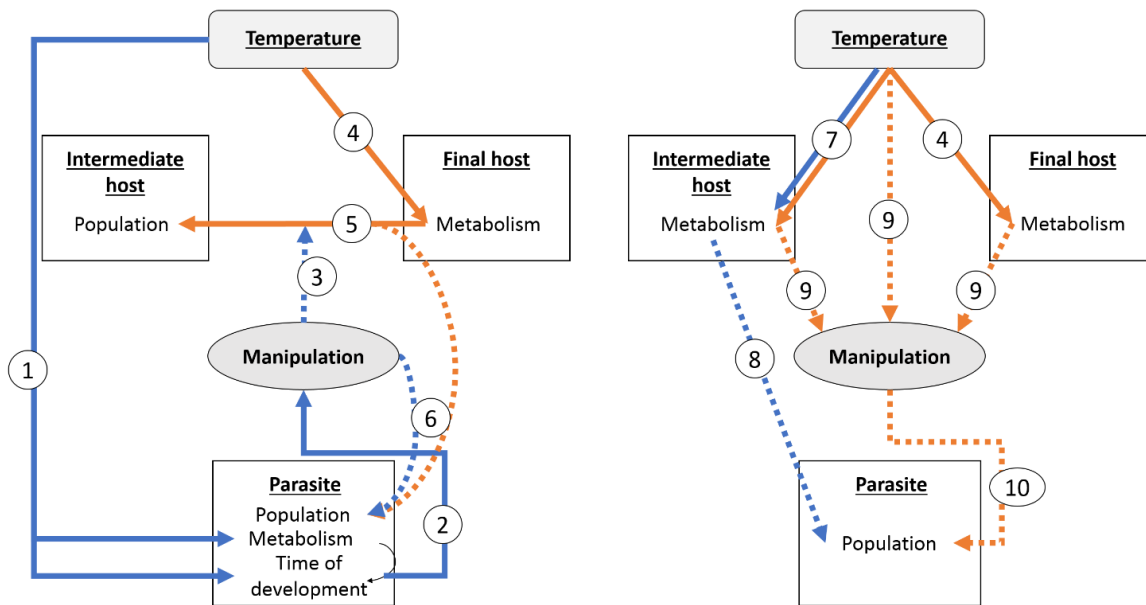 Temperature
4
Intermediate
host
Population
Final host
Metabolism
5
3
Manipulation
1
6
Parasite
Population
Metabolism
Time of
development
2
Temperature
7
4
Intermediate
host
Metabolism
Final host
Metabolism
9
9
9
Manipulation
8
Parasite
10
Population